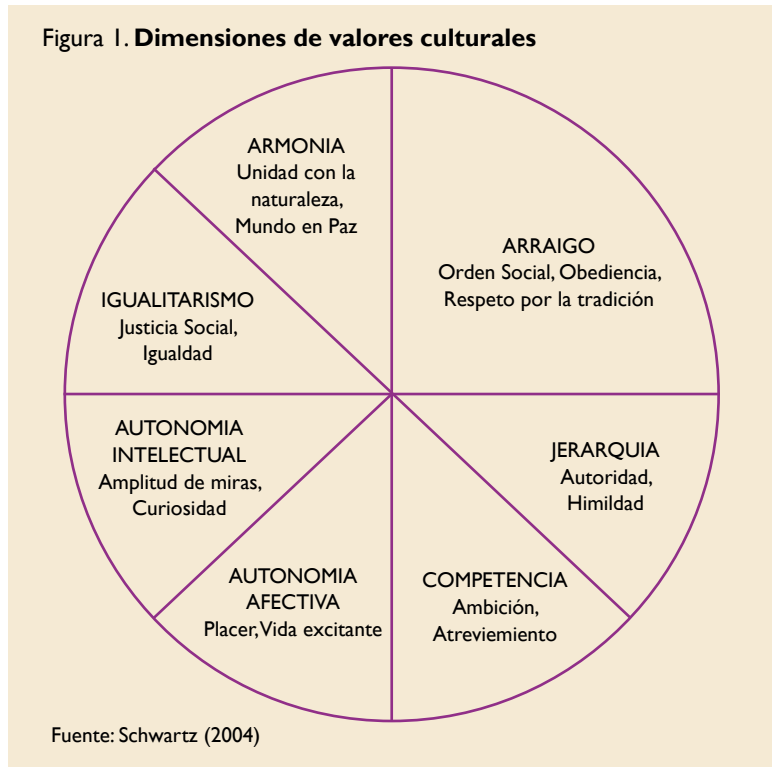 Figura 1. Dimensiones de valores culturales
ARMONIA
Unidad con la
naturaleza,
Mundo en Paz
ARRAIGO
Orden Social, Obediencia,
Respeto por la tradición
IGUALITARISMO
Justicia Social,
Igualdad
AUTONOMIA
INTELECTUAL
Amplitud de miras,
Curiosidad
JERARQUIA
Autoridad,
Himildad
AUTONOMIA
AFECTIVA
Placer, Vida excitante
COMPETENCIA
Ambición,
Atreviemiento
Fuente: Schwartz (2004)